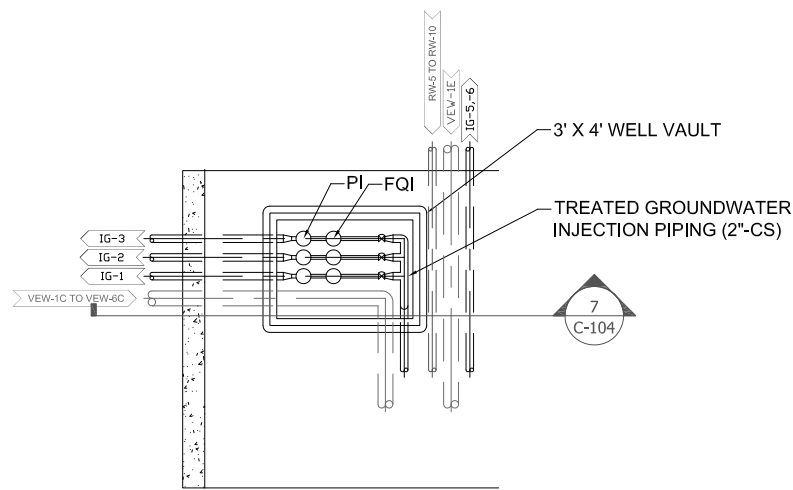 RW-5 TO RW-10
VEW-1E
IG-5,-6
3' X 4' WELL VAULT
PI
FQI
TREATED GROUNDWATER
INJECTION PIPING (2"-CS)
IG-3
IG-2
IG-1
VEW-1C TO VEW-6C
7
C-104